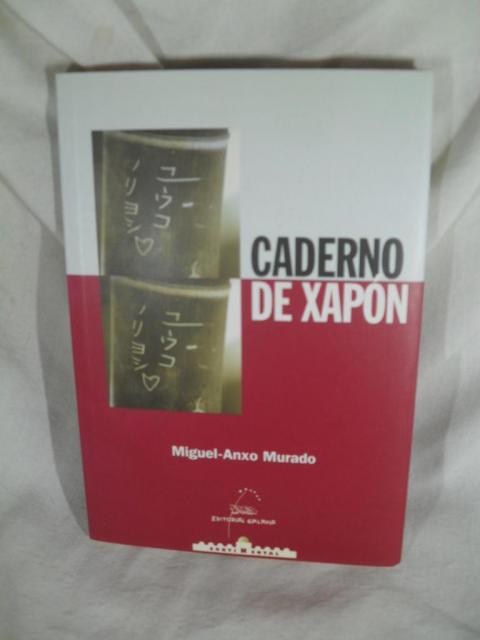 ユーウコ
ノリヨシ♡
CADERNO
DE XAPÓN
ユーウコ
ノリヨシ♡
Miguel-Anxo Murado
EDITORIAL GALAXIA